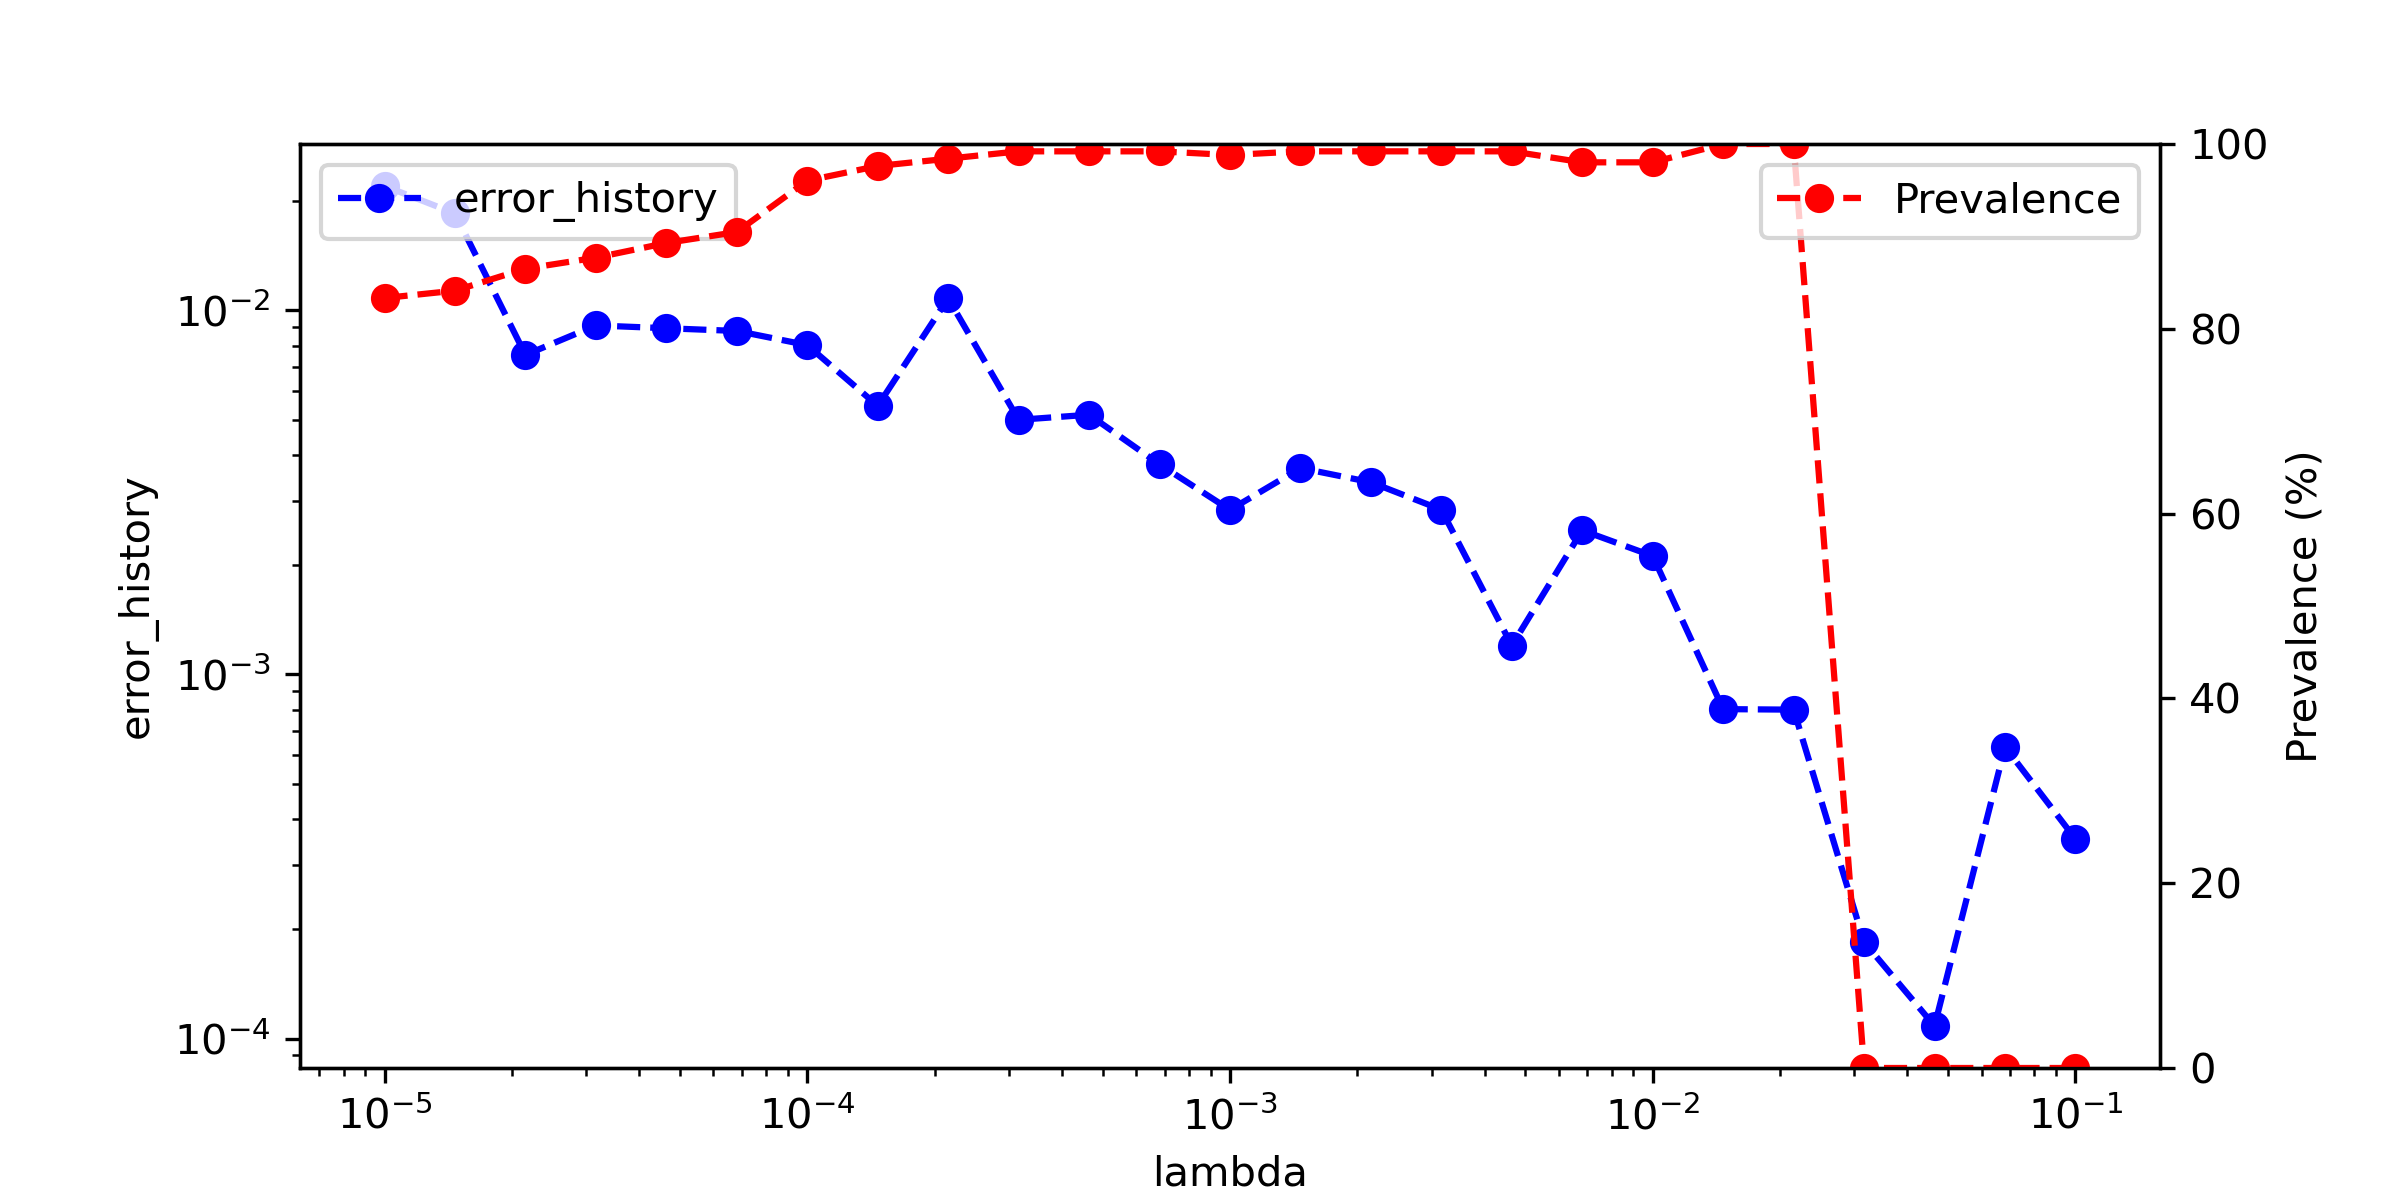 error_history
Prevalence
10⁻²
10⁻³
10⁻⁴
error_history
100
80
60
40
20
0
Prevalence (%)
10⁻⁵
10⁻⁴
10⁻³
10⁻²
10⁻¹
lambda